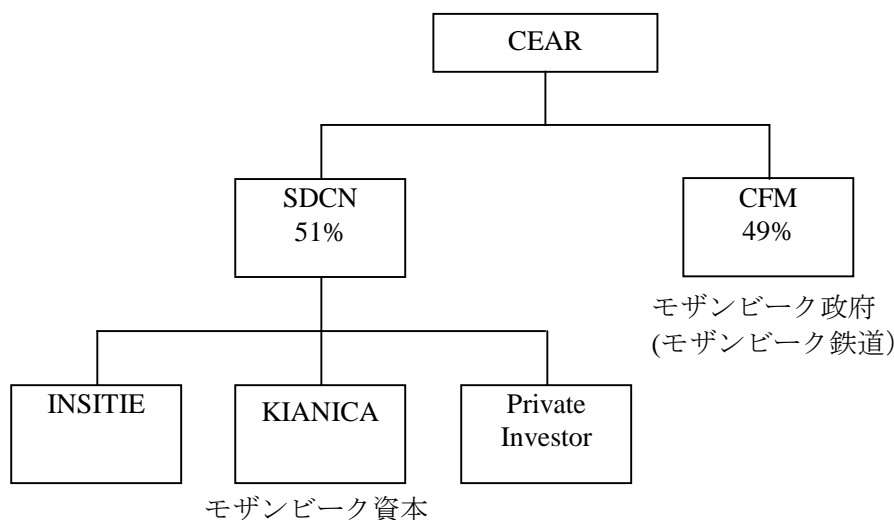 CEAR
SDCN
51%
CFM
49%
モザンビーク政府
(モザンビーク鉄道)
INSITIE
KIANICA
Private
Investor
モザンビーク資本